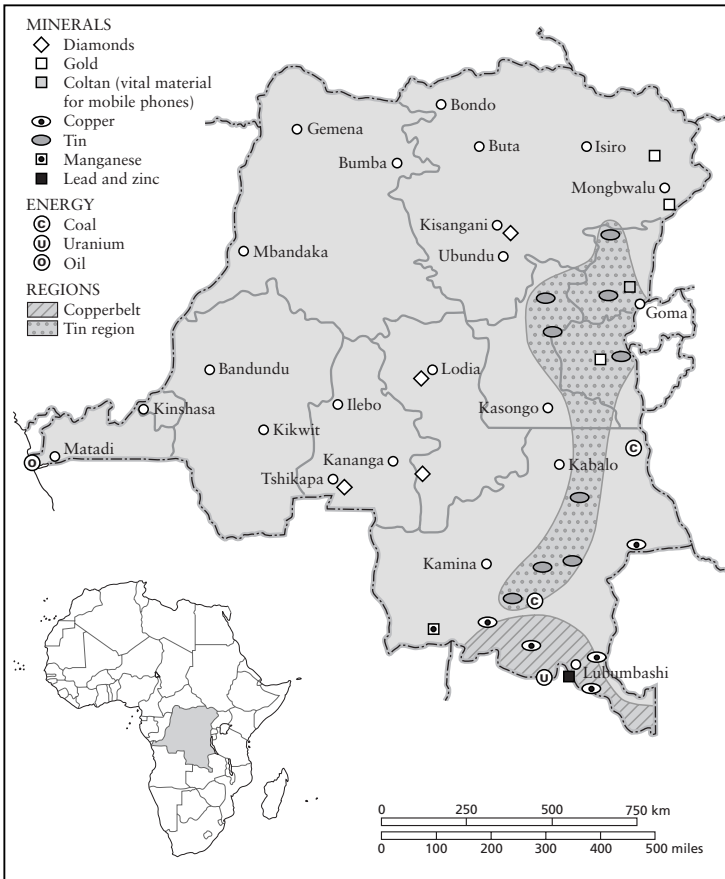 MINERALS
Diamonds
Gold
Coltan (vital material
for mobile phones)
Copper
Tin
Manganese
Lead and zinc
ENERGY
C Coal
U Uranium
O Oil
REGIONS
Copperbelt
Tin region
Bondo
Gemena
Buta
Isiro
Bumba
Mongbwalu
Kisangani
Ubundu
Mbandaka
Goma
Bandundu
Lodia
Ilebo
Kinshasa
Kasongo
Kikwit
Matadi
O
C
Kananga
Kabalo
Tshikapa
Kamina
C
Lubumbashi
U
0 250 500 750 km
0 100 200 300 400 500 miles